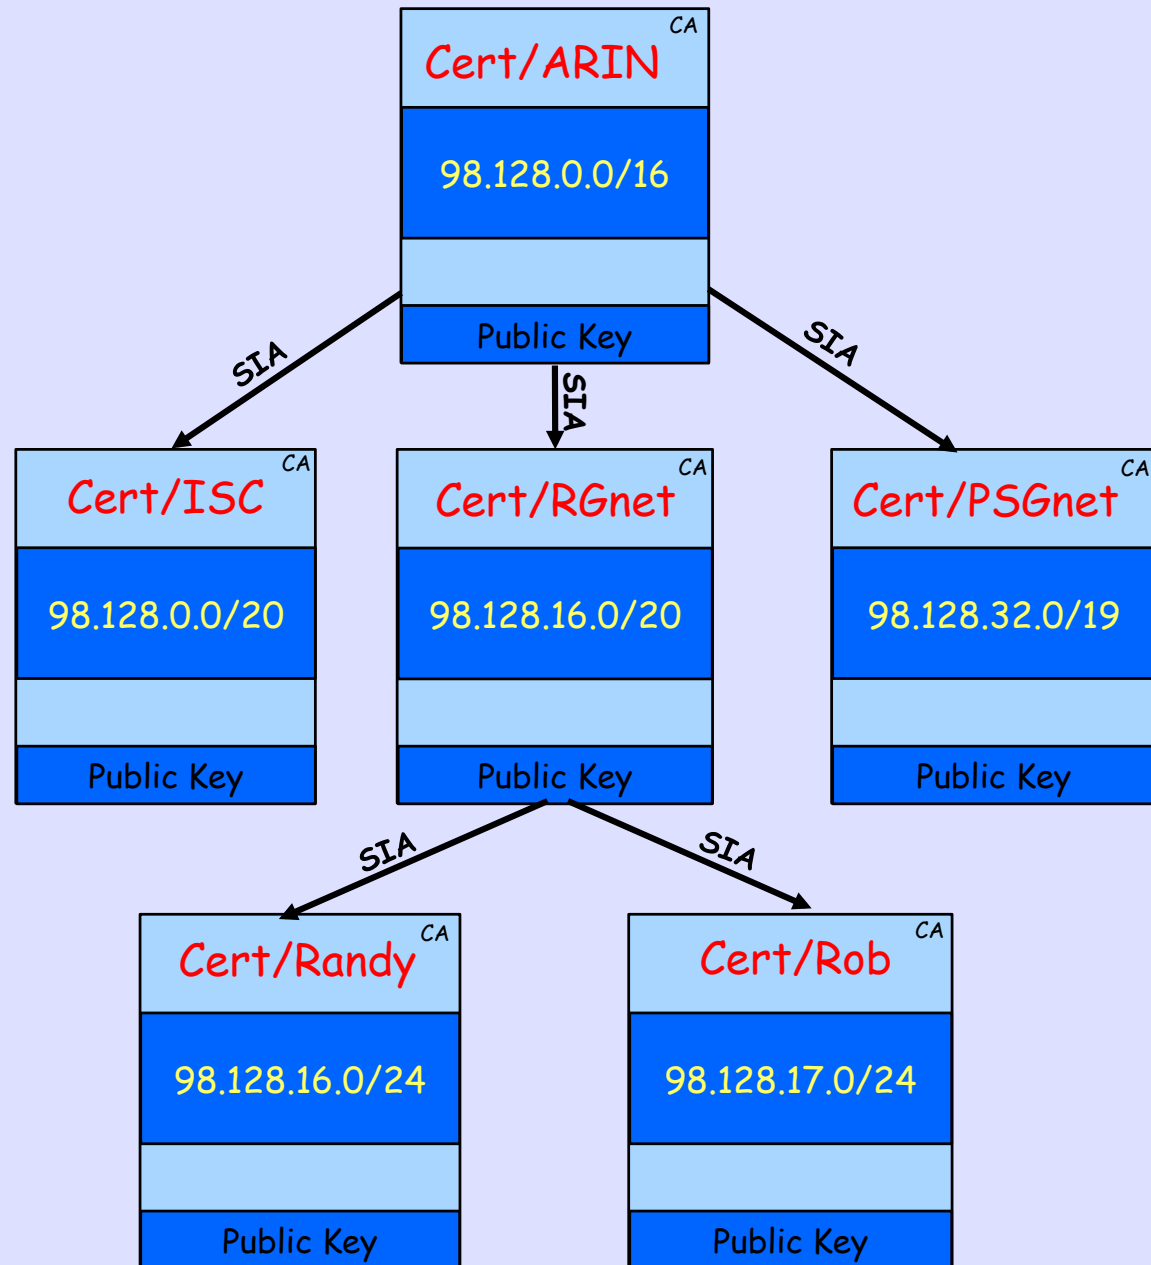 CA
Cert/ARIN
98.128.0.0/16
Public Key
SIA
SIA
SIA
CA
Cert/ISC
98.128.0.0/20
Public Key
CA
Cert/RGnet
98.128.16.0/20
Public Key
CA
Cert/PSGnet
98.128.32.0/19
Public Key
SIA
SIA
CA
Cert/Randy
98.128.16.0/24
Public Key
CA
Cert/Rob
98.128.17.0/24
Public Key